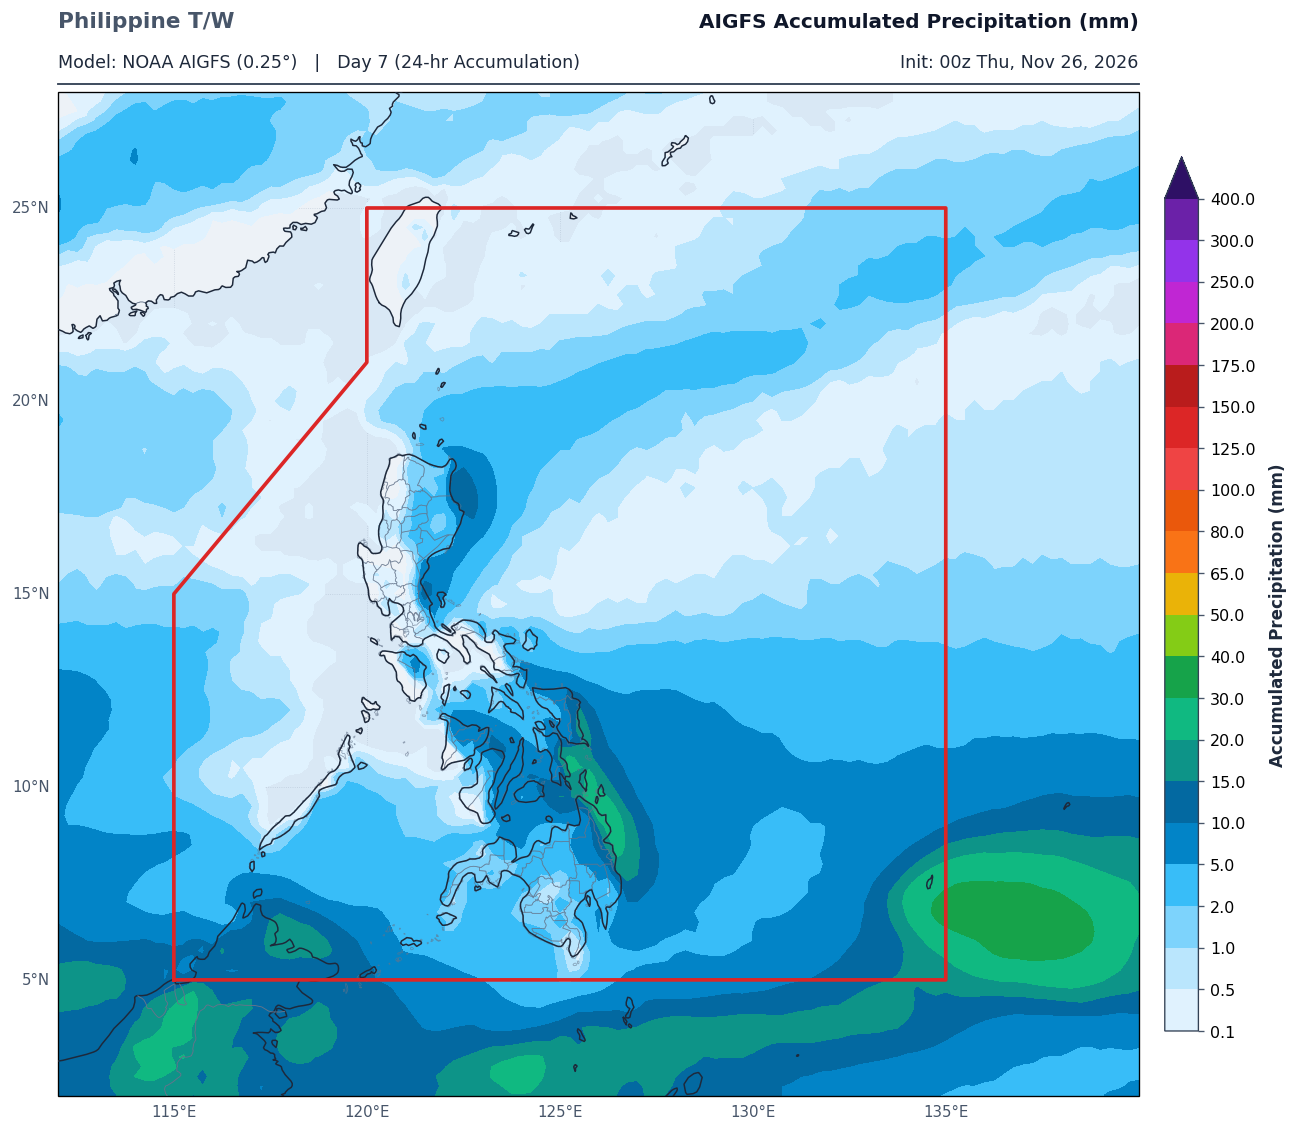 Philippine T/W
AIGFS Accumulated Precipitation (mm)
Model: NOAA AIGFS (0.25°)   |   Day 7 (24-hr Accumulation)
Init: 00z Thu, Nov 26, 2026
25°N
20°N
15°N
10°N
5°N
115°E
120°E
125°E
130°E
135°E
400.0
300.0
250.0
200.0
175.0
150.0
125.0
100.0
80.0
65.0
50.0
40.0
30.0
20.0
15.0
10.0
5.0
2.0
1.0
0.5
0.1
Accumulated Precipitation (mm)